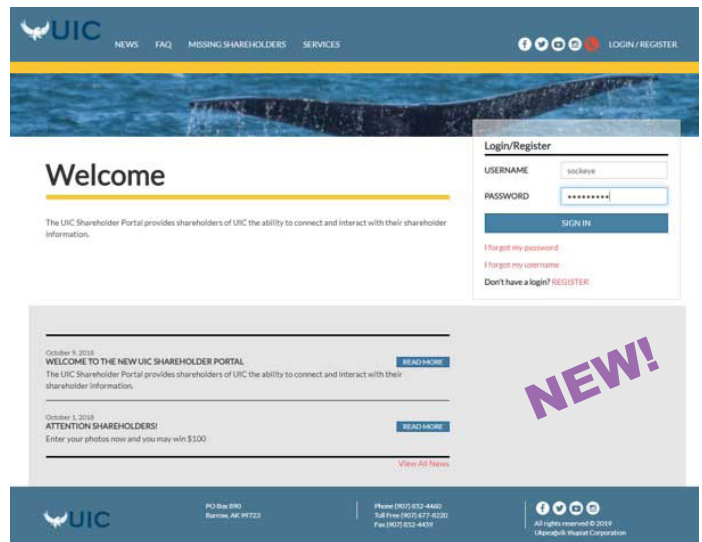 UIC
NEWS FAQ MISSING SHAREHOLDERS SERVICES
LOGIN / REGISTER
Login/Register
USERNAME sockeye
PASSWORD •••••••••
SIGN IN
I forgot my password
I forgot my username
Don't have a login? REGISTER
Welcome
The UIC Shareholder Portal provides shareholders of UIC the ability to connect and interact with their shareholder
information.
October 9, 2018
WELCOME TO THE NEW UIC SHAREHOLDER PORTAL
READ MORE
The UIC Shareholder Portal provides shareholders of UIC the ability to connect and interact with their
shareholder information.
October 1, 2018
ATTENTION SHAREHOLDERS!
READ MORE
Enter your photos now and you may win $100
View All News
NEW!
UIC
PO Box 890
Barrow, AK 99723
Phone (907) 852-4460
Toll Free (907) 677-8220
Fax (907) 852-4459
All rights reserved © 2019
Ukpeaġvik Iñupiat Corporation